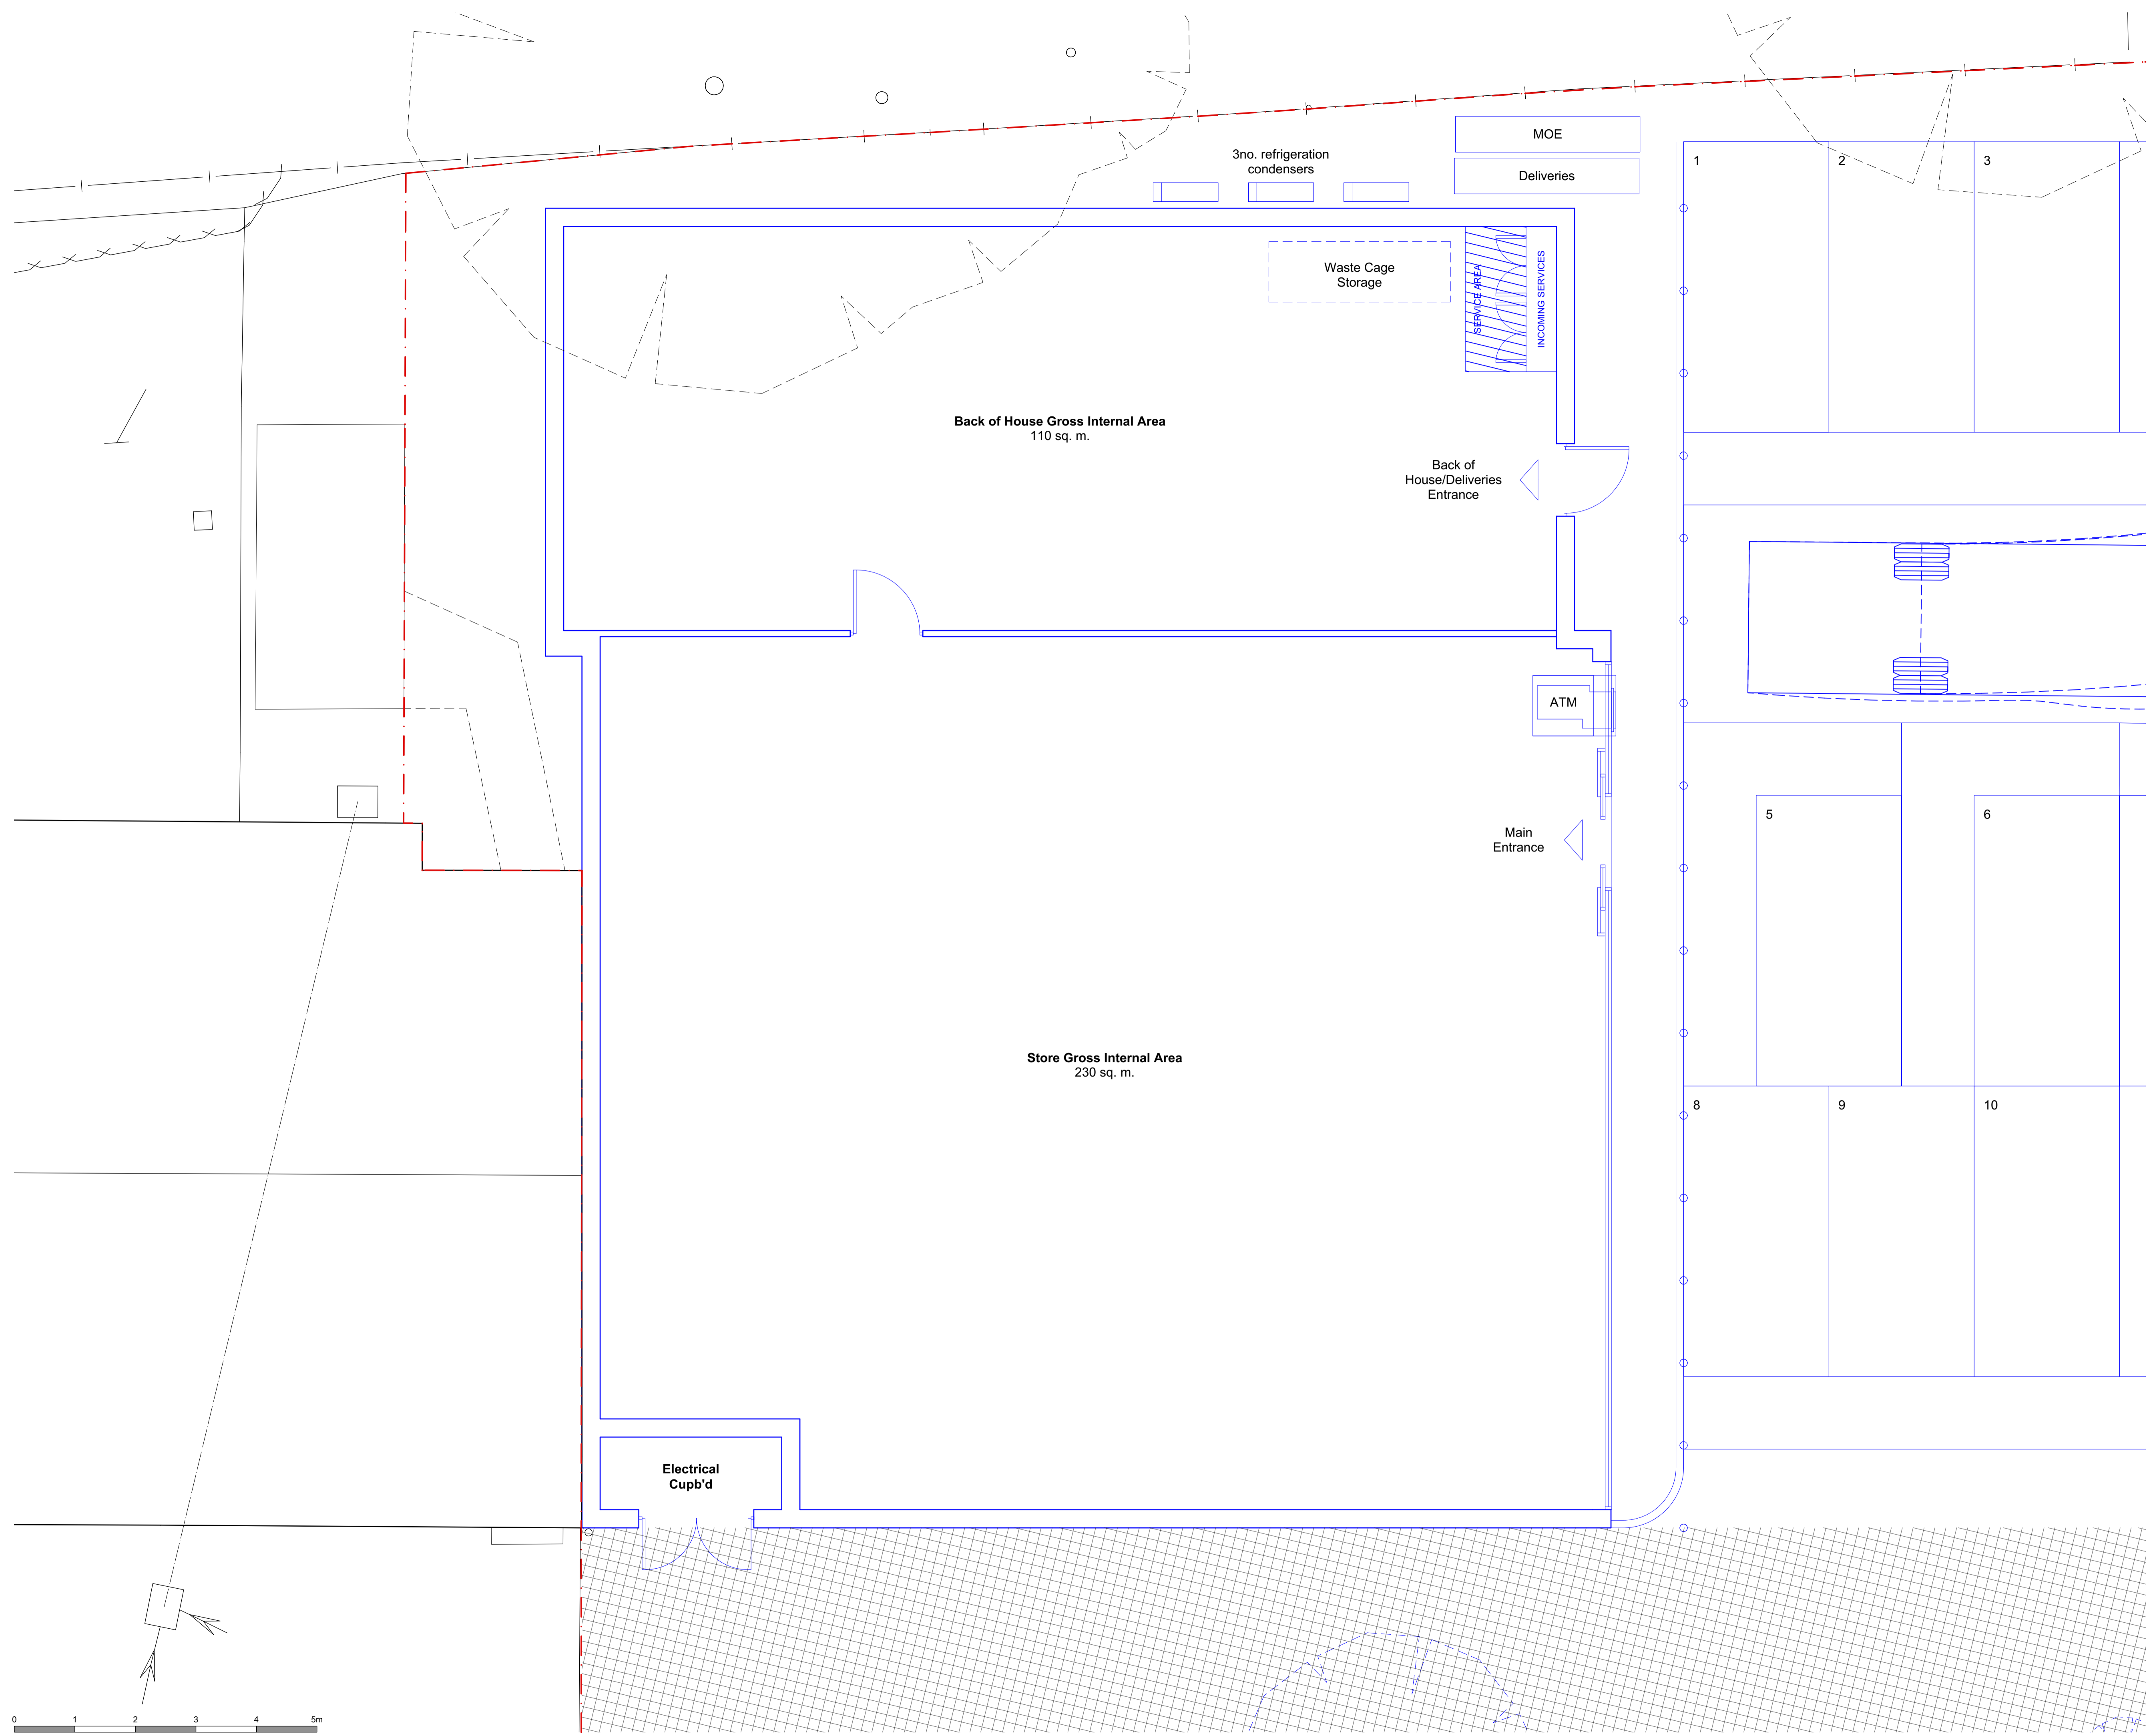 MOE
3no. refrigeration
condensers
Deliveries
1
2
3
Waste Cage
Storage
SERVICE AREA
INCOMING SERVICES
Back of House Gross Internal Area
110 sq. m.
Back of
House/Deliveries
Entrance
ATM
Main
Entrance
5
6
Store Gross Internal Area
230 sq. m.
8
9
10
Electrical
Cupb'd
0 1 2 3 4 5m